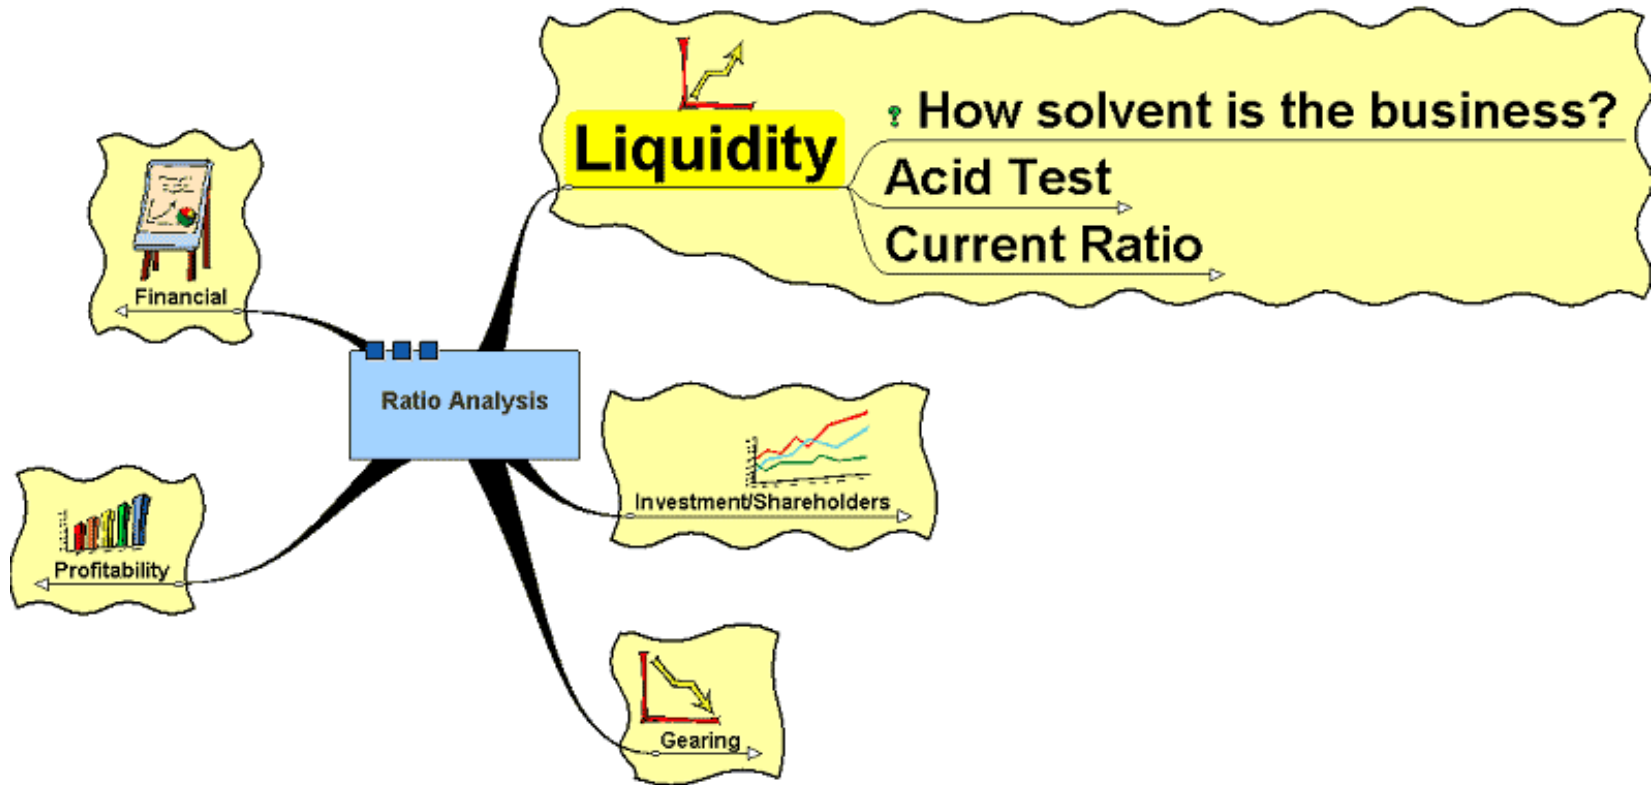 Liquidity
How solvent is the business?
Acid Test
Current Ratio
Financial
Ratio Analysis
Investment/Shareholders
Profitability
Gearing